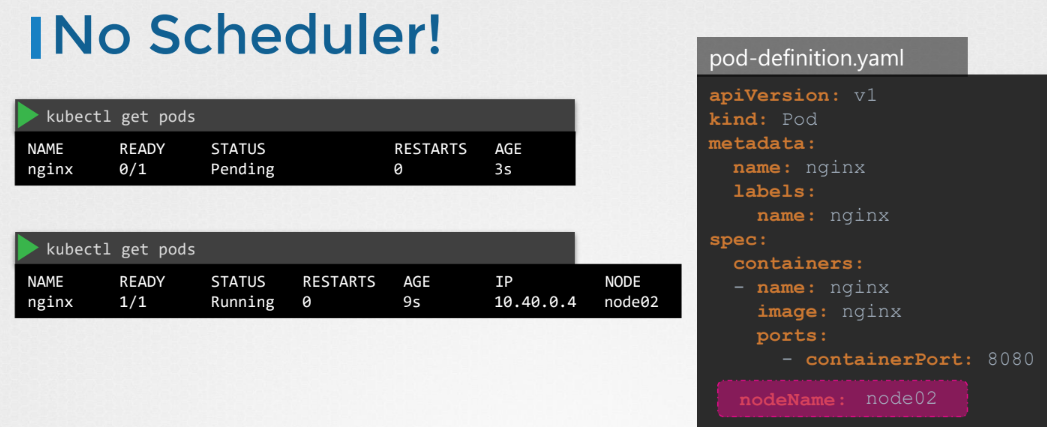 No Scheduler!
kubectl get pods
NAME READY STATUS RESTARTS AGE
nginx 0/1 Pending 0 3s
kubectl get pods
NAME READY STATUS RESTARTS AGE IP NODE
nginx 1/1 Running 0 9s 10.40.0.4 node02
pod-definition.yaml
apiVersion: v1
kind: Pod
metadata:
  name: nginx
  labels:
    name: nginx
spec:
  containers:
  - name: nginx
    image: nginx
    ports:
      - containerPort: 8080
  nodeName: node02